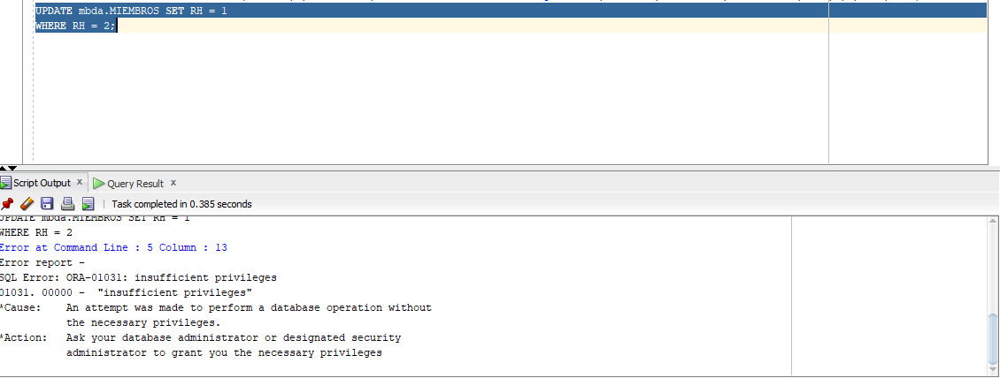 UPDATE mbda.MIEMBROS SET RH = 1
WHERE RH = 2;
Script Output x
Query Result x
Task completed in 0.385 seconds
UPDATE mbda.MIEMBROS SET RH = 1
WHERE RH = 2
Error at Command Line : 5 Column : 13
Error report -
SQL Error: ORA-01031: insufficient privileges
01031. 00000 - "insufficient privileges"
*Cause: An attempt was made to perform a database operation without
the necessary privileges.
*Action: Ask your database administrator or designated security
administrator to grant you the necessary privileges